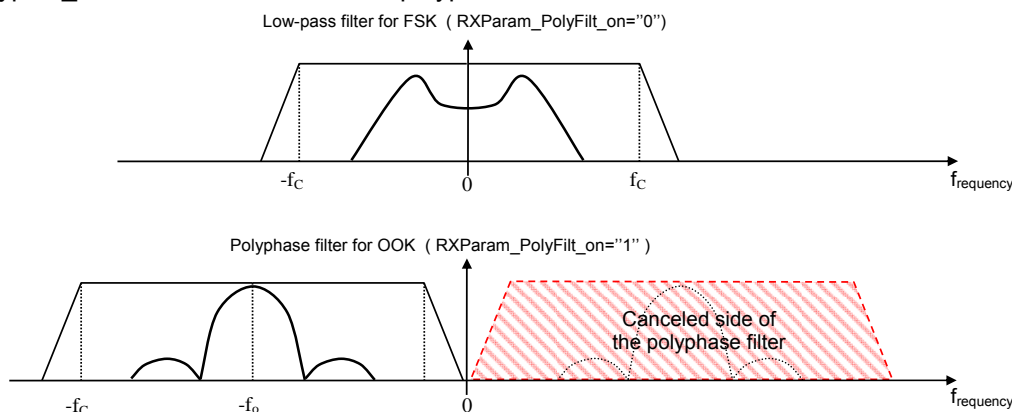 Low-pass filter for FSK ( RXParam_PolyFilt_on=''0'')
-fC
0
fC
frequency
Polyphase filter for OOK ( RXParam_PolyFilt_on=''1'' )
Canceled side of
the polyphase filter
-fC
-fo
0
frequency